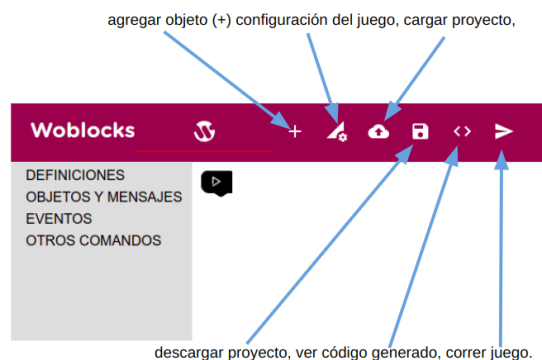 agregar objeto (+) configuración del juego, cargar proyecto,
Woblocks
DEFINICIONES
OBJETOS Y MENSAJES
EVENTOS
OTROS COMANDOS
descargar proyecto, ver código generado, correr juego.